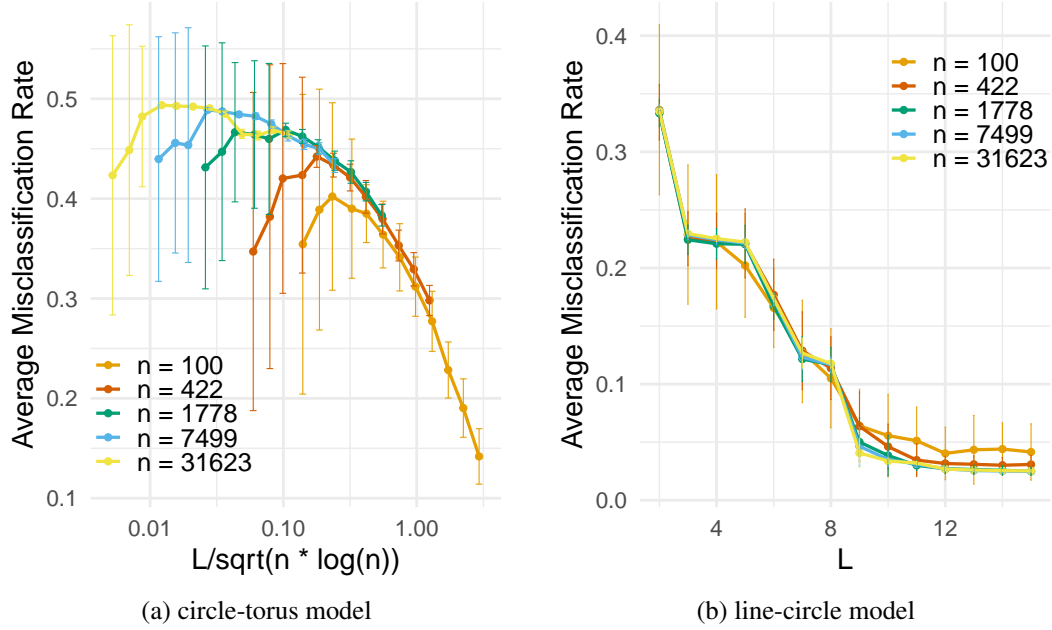 Average Misclassification Rate
0.5
0.4
0.3
0.2
0.1
n = 100
n = 422
n = 1778
n = 7499
n = 31623
0.01 0.10 1.00
L/sqrt(n * log(n))
(a) circle-torus model
Average Misclassification Rate
0.4
0.3
0.2
0.1
0.0
n = 100
n = 422
n = 1778
n = 7499
n = 31623
4 8 12
L
(b) line-circle model